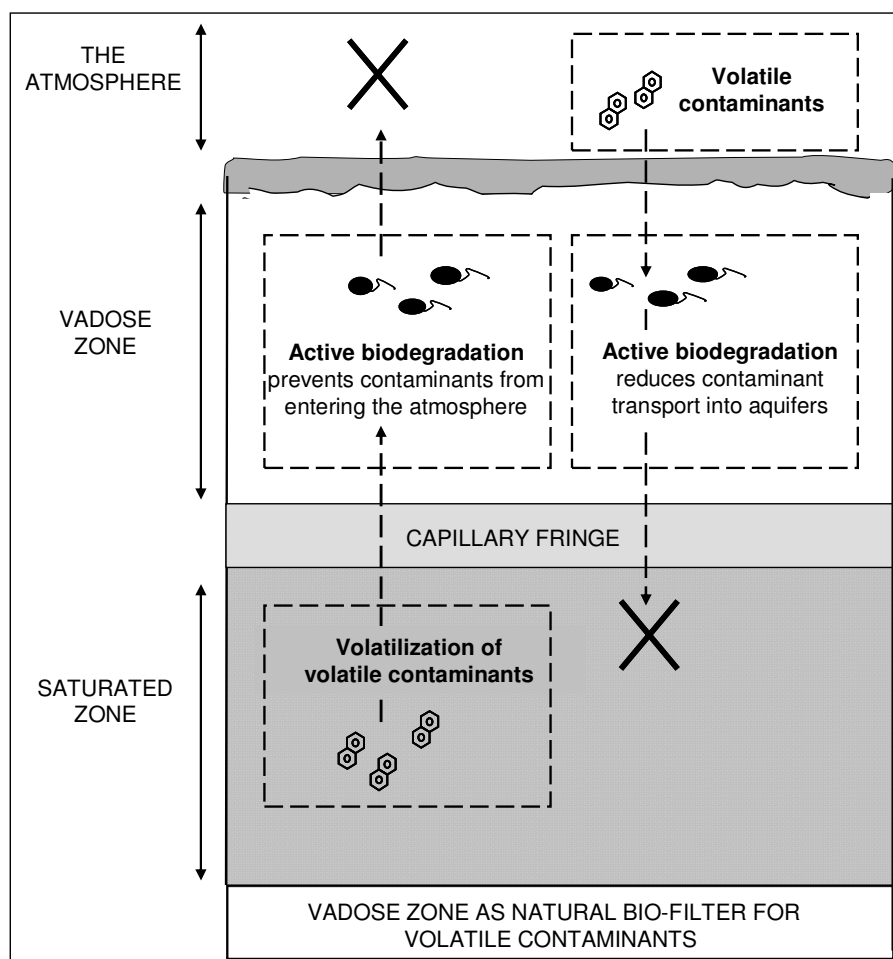 THE
ATMOSPHERE
Volatile
contaminants
VADOSE
ZONE
Active biodegradation
prevents contaminants from
entering the atmosphere
Active biodegradation
reduces contaminant
transport into aquifers
CAPILLARY FRINGE
SATURATED
ZONE
Volatilization of
volatile contaminants
VADOSE ZONE AS NATURAL BIO-FILTER FOR
VOLATILE CONTAMINANTS